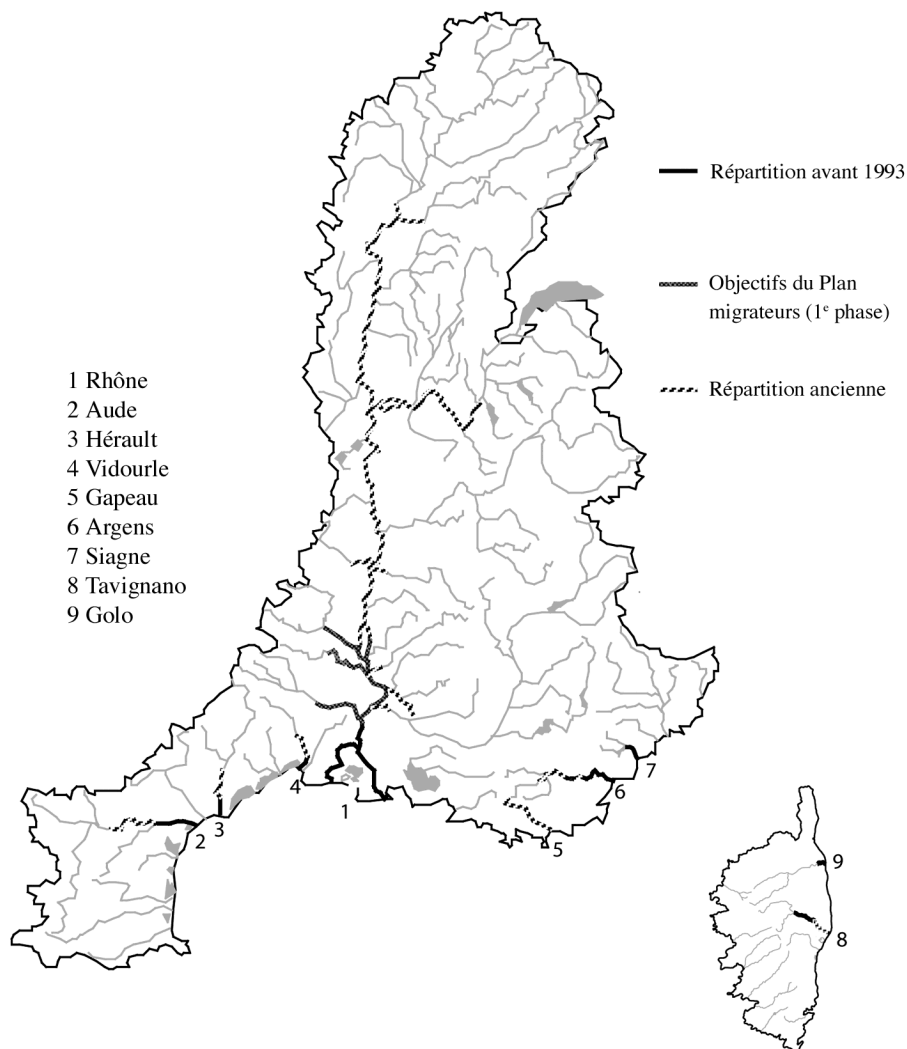 Répartition avant 1993
Objectifs du Plan
migrateurs (1e phase)
Répartition ancienne
1 Rhône
2 Aude
3 Hérault
4 Vidourle
5 Gapeau
6 Argens
7 Siagne
8 Tavignano
9 Golo
7
6
4
1
3
2
5
9
8